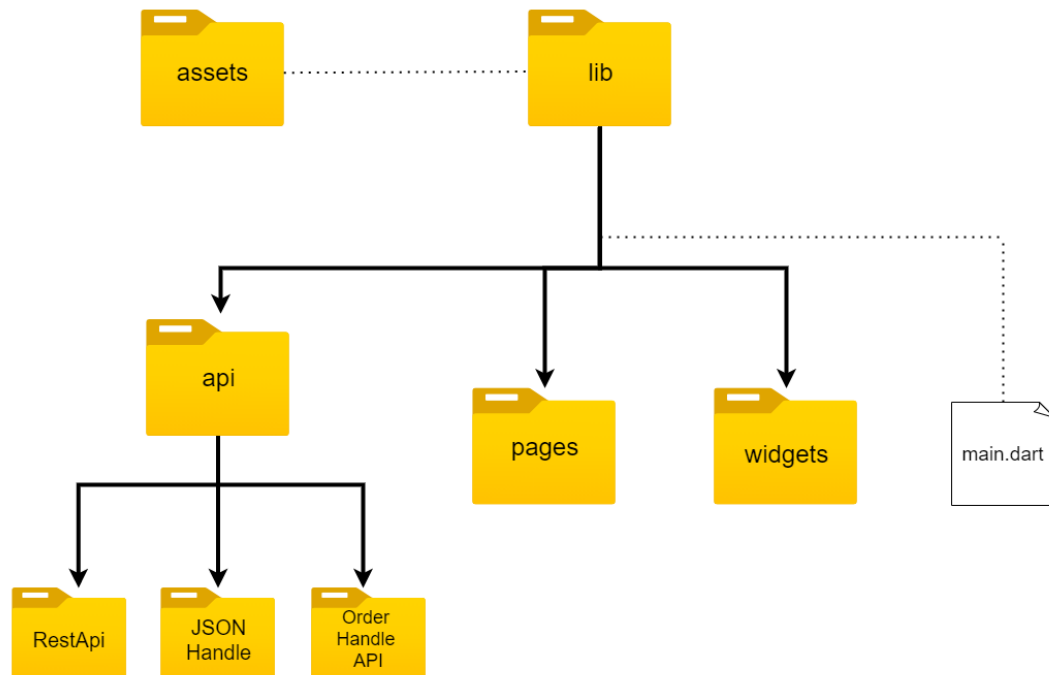 assets
lib
api
pages
widgets
main.dart
RestApi
JSON
Handle
Order
Handle
API